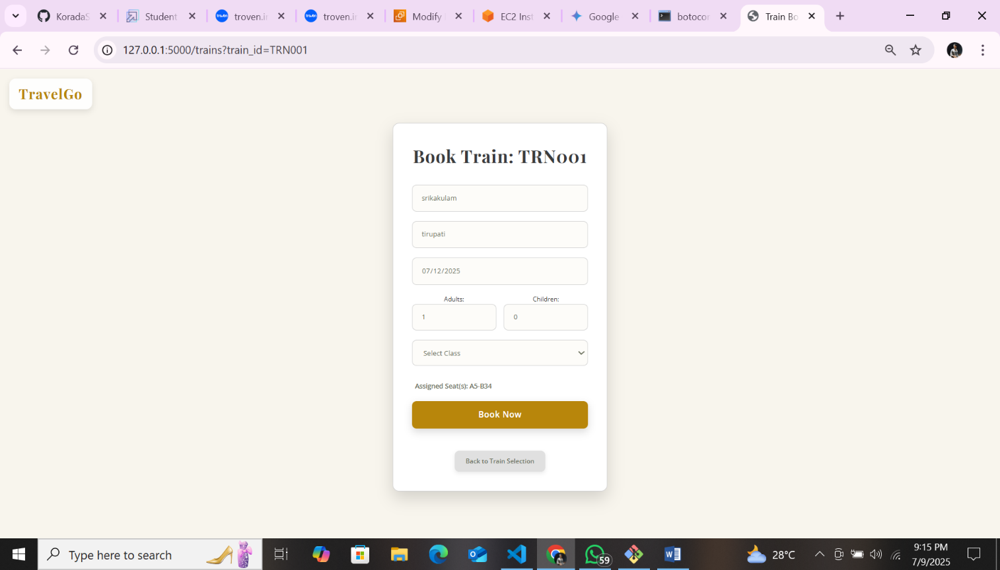 KoradaS
Student
troven.in
troven.in
Modify
EC2 Inst
Google
botocor
Train Bo
127.0.0.1:5000/trains?train_id=TRN001
TravelGo
Book Train: TRN001
srikakulam
tirupati
07/12/2025
Adults:
Children:
1
0
Select Class
Assigned Seat(s): A5-B34
Book Now
Back to Train Selection
Type here to search
59
28°C
9:15 PM
7/9/2025